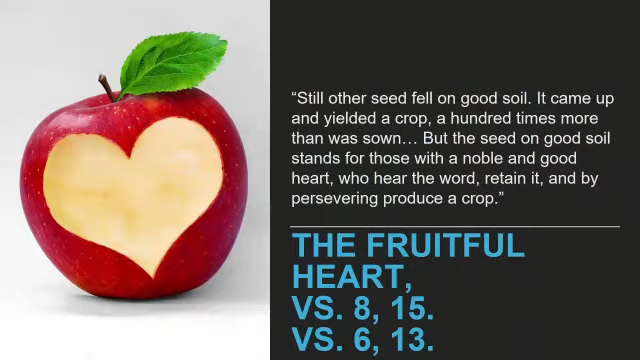 “Still other seed fell on good soil. It came up
and yielded a crop, a hundred times more
than was sown… But the seed on good soil
stands for those with a noble and good
heart, who hear the word, retain it, and by
persevering produce a crop.”
THE FRUITFUL
HEART,
VS. 8, 15.
VS. 6, 13.